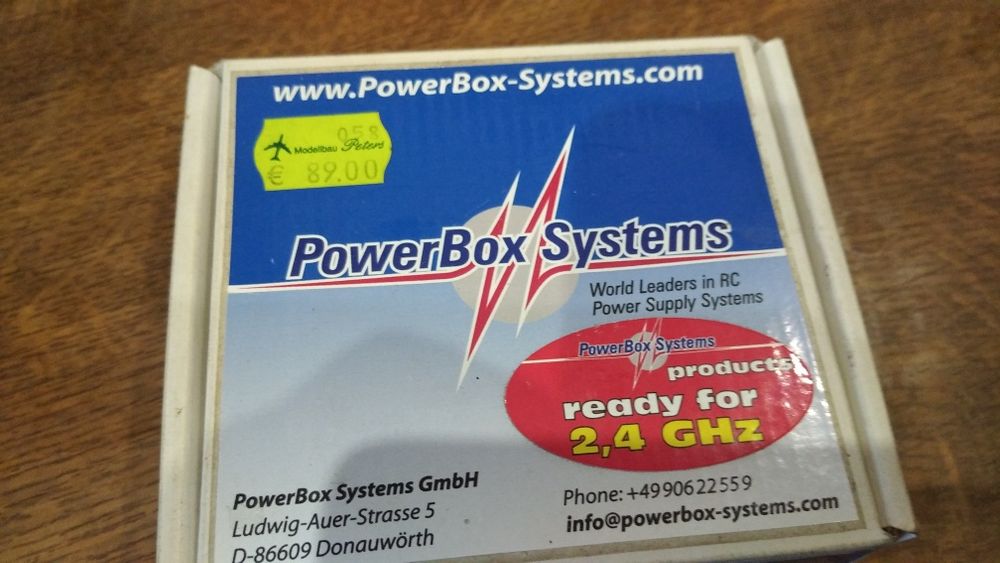 www.PowerBox-Systems.com
058
Modellbau Peters
€ 89.00
PowerBox Systems
World Leaders in RC
Power Supply Systems
PowerBox Systems
products
ready for
2,4 GHz
PowerBox Systems GmbH
Ludwig-Auer-Strasse 5
D-86609 Donauwörth
Phone: +4990622559
info@powerbox-systems.com